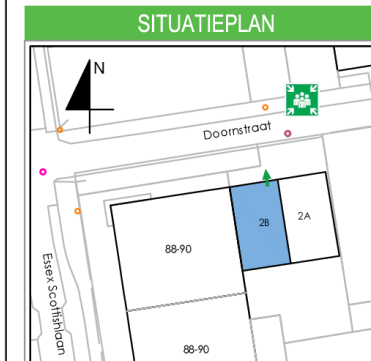 SITUATIEPLAN
N
Doornstraat
2B
2A
88-90
Essex Scottishlaan
88-90